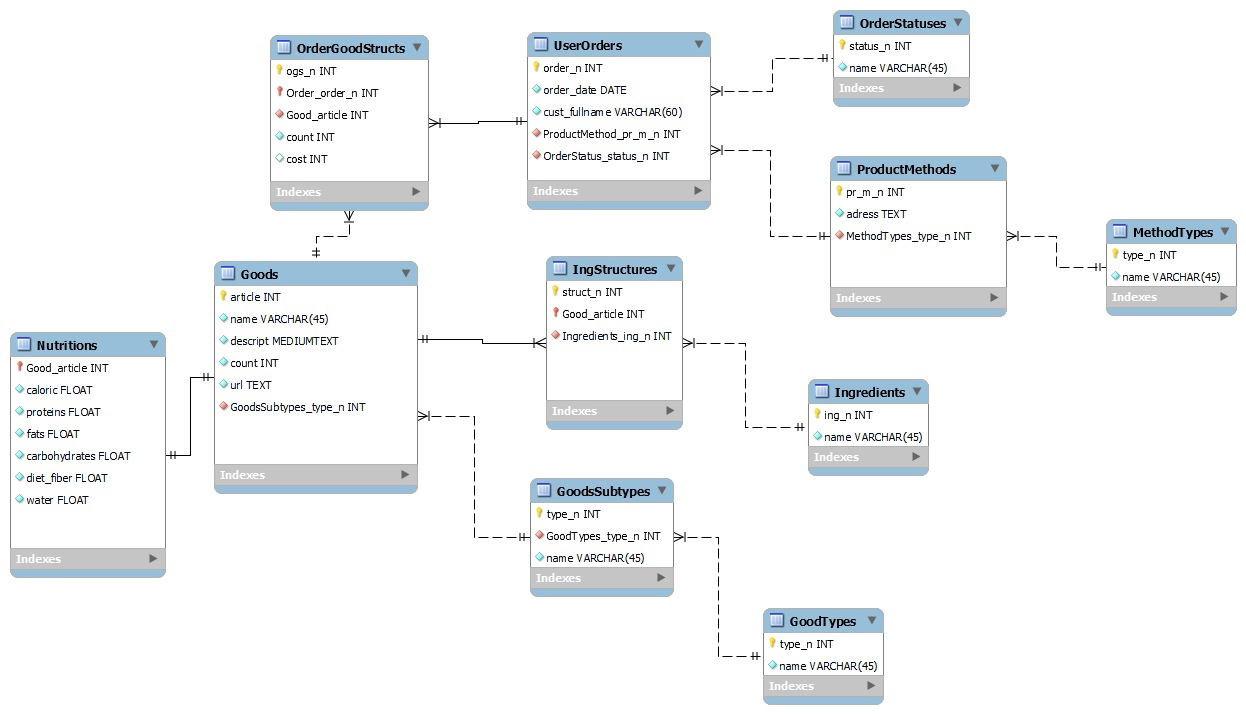 OrderGoodStructs
ogs_n INT
Order_order_n INT
Good_article INT
count INT
cost INT
Indexes
UserOrders
order_n INT
order_date DATE
cust_fullname VARCHAR(60)
ProductMethod_pr_m_n INT
OrderStatus_status_n INT
Indexes
OrderStatuses
status_n INT
name VARCHAR(45)
Indexes
ProductMethods
pr_m_n INT
adress TEXT
MethodTypes_type_n INT
Indexes
MethodTypes
type_n INT
name VARCHAR(45)
Indexes
Goods
article INT
name VARCHAR(45)
descript MEDIUMTEXT
count INT
url TEXT
GoodsSubtypes_type_n INT
Indexes
IngStructures
struct_n INT
Good_article INT
Ingredients_ing_n INT
Indexes
Nutritions
Good_article INT
caloric FLOAT
proteins FLOAT
fats FLOAT
carbohydrates FLOAT
diet_fiber FLOAT
water FLOAT
Indexes
Ingredients
ing_n INT
name VARCHAR(45)
Indexes
GoodsSubtypes
type_n INT
GoodTypes_type_n INT
name VARCHAR(45)
Indexes
GoodTypes
type_n INT
name VARCHAR(45)
Indexes